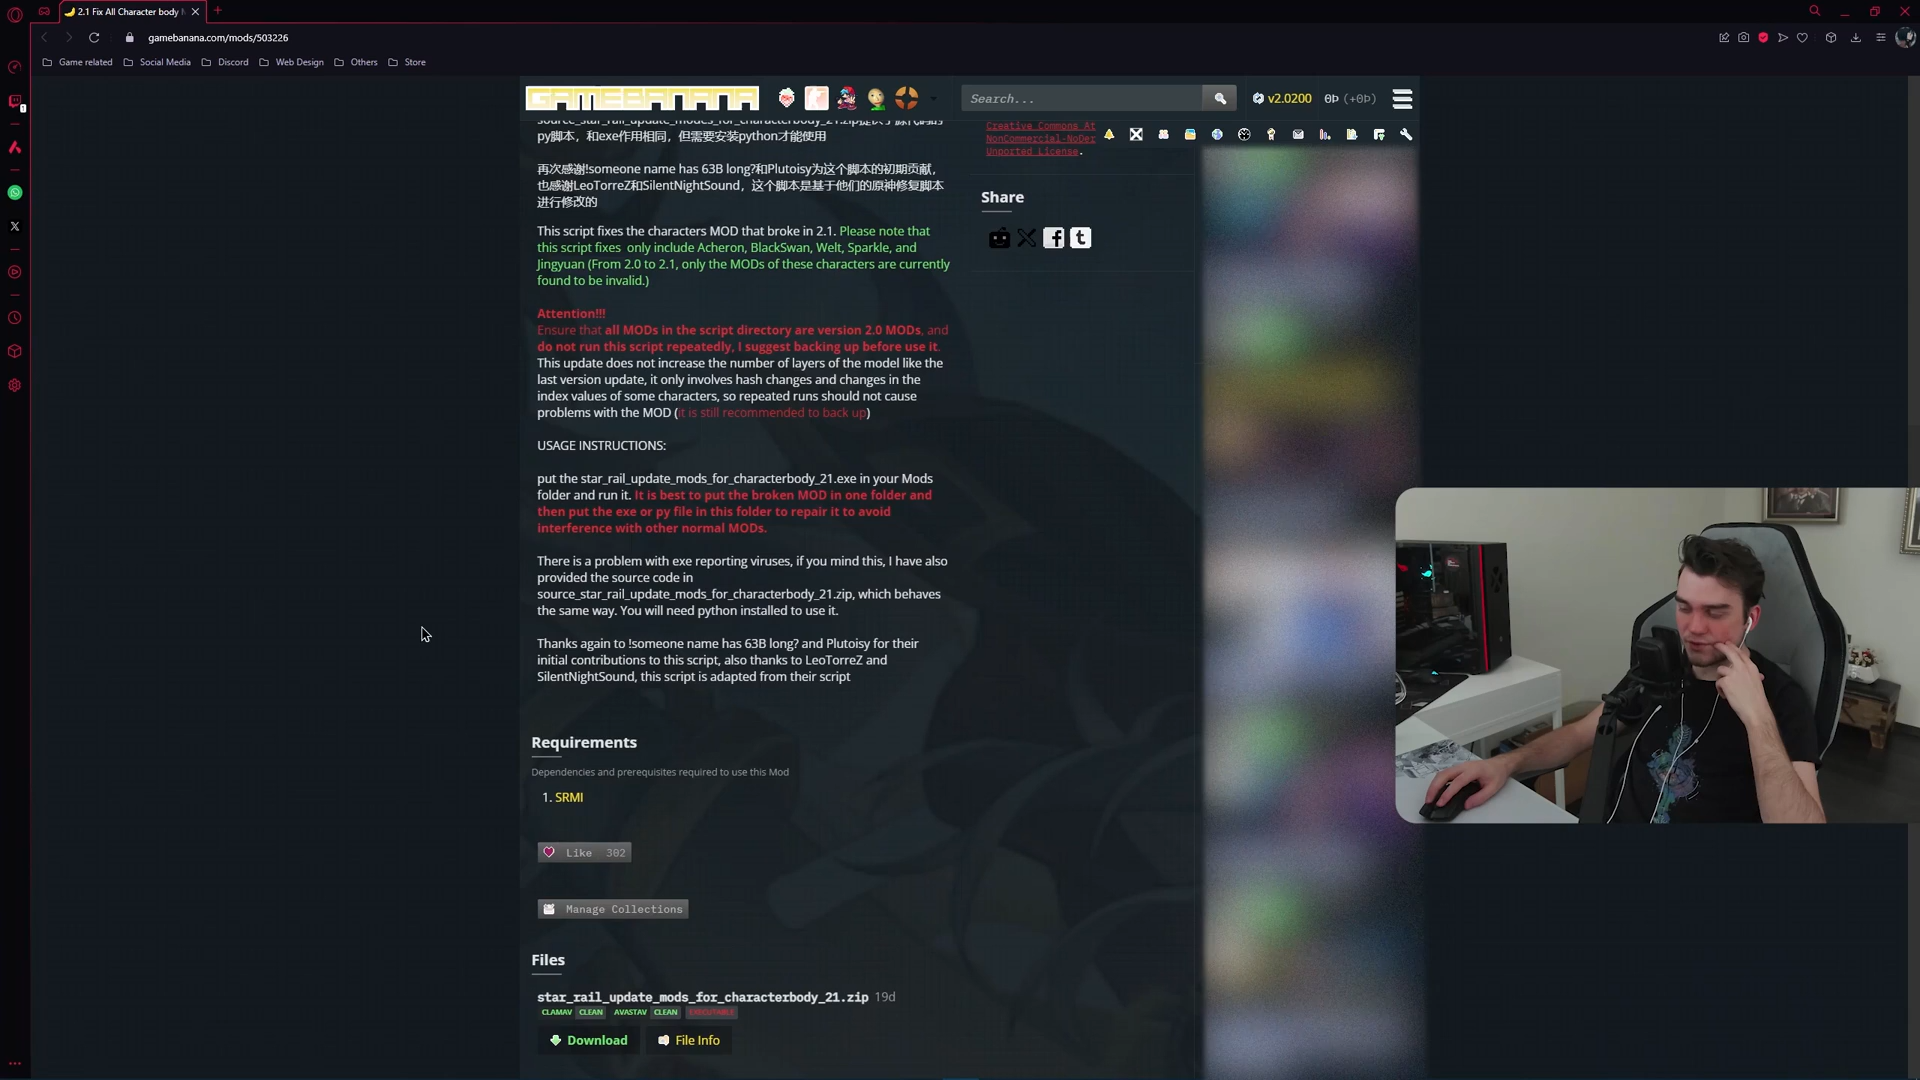 2.1 Fix All Character body
gamebanana.com/mods/503226
Game related
Social Media
Discord
Web Design
Others
Store
GAMEBANANA
Search...
v2.0200
0Þ (+0Þ)
source_star_rail_update_modes_for_characterbody_21.zip提供了源代码的
py脚本，和exe作用相同，但需要安装python才能使用
再次感谢!someone name has 63B long?和Plutoisy为这个脚本的初期贡献，
也感谢LeoTorreZ和SilentNightSound，这个脚本是基于他们的原神修复脚本
进行修改的
This script fixes the characters MOD that broke in 2.1. Please note that
this script fixes only include Acheron, BlackSwan, Welt, Sparkle, and
Jingyuan (From 2.0 to 2.1, only the MODs of these characters are currently
found to be invalid.)
Attention!!!
Ensure that all MODs in the script directory are version 2.0 MODs, and
do not run this script repeatedly, I suggest backing up before use it.
This update does not increase the number of layers of the model like the
last version update, it only involves hash changes and changes in the
index values of some characters, so repeated runs should not cause
problems with the MOD (it is still recommended to back up)
USAGE INSTRUCTIONS:
put the star_rail_update_mods_for_characterbody_21.exe in your Mods
folder and run it. It is best to put the broken MOD in one folder and
then put the exe or py file in this folder to repair it to avoid
interference with other normal MODs.
There is a problem with exe reporting viruses, if you mind this, I have also
provided the source code in
source_star_rail_update_mods_for_characterbody_21.zip, which behaves
the same way. You will need python installed to use it.
Thanks again to !someone name has 63B long? and Plutoisy for their
initial contributions to this script, also thanks to LeoTorreZ and
SilentNightSound, this script is adapted from their script
Requirements
Dependencies and prerequisites required to use this Mod
1. SRMI
Like 302
Manage Collections
Files
star_rail_update_mods_for_characterbody_21.zip 19d
CLAMAV CLEAN AVASTAV CLEAN EXECUTABLE
Download
File Info
Creative Commons At
NonCommercial-NoDer
Unported License.
Share